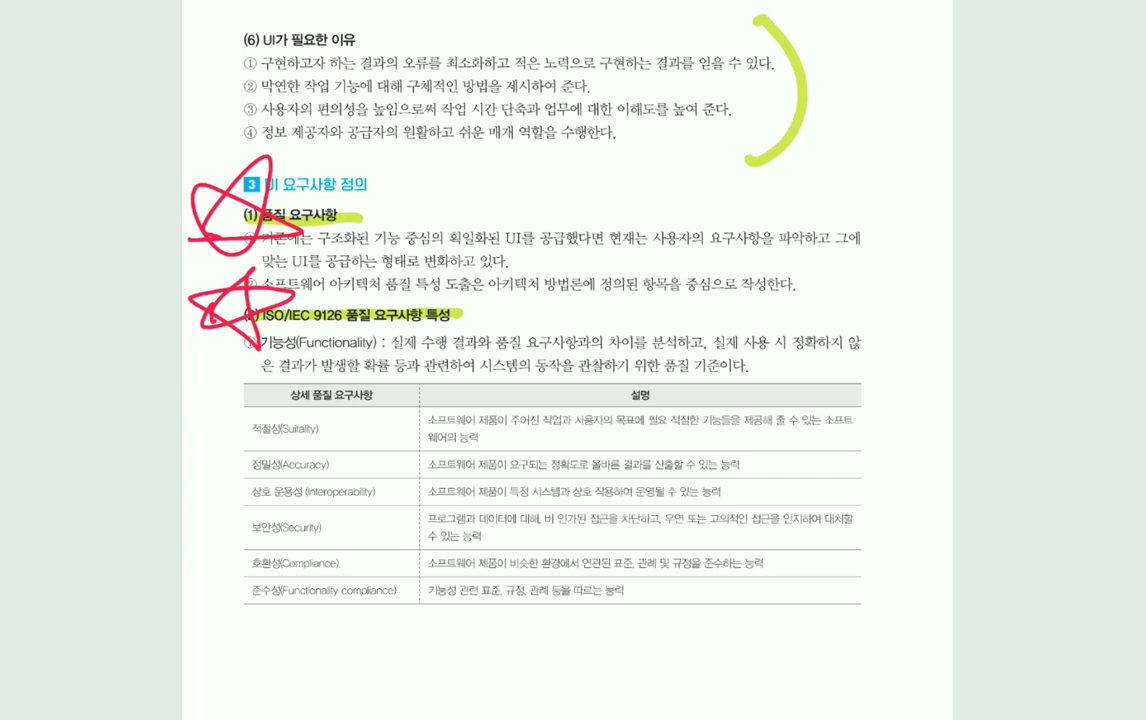 (6) UI가 필요한 이유
① 구현하고자 하는 결과의 오류를 최소화하고 적은 노력으로 구현하는 결과를 얻을 수 있다.
② 막연한 작업 기능에 대해 구체적인 방법을 제시하여 준다.
③ 사용자의 편의성을 높임으로써 작업 시간 단축과 업무에 대한 이해도를 높여 준다.
④ 정보 제공자와 공급자의 원활하고 쉬운 매개 역할을 수행한다.
3 UI 요구사항 정의
(1) 품질 요구사항
① 기존에는 구조화된 기능 중심의 획일화된 UI를 공급했다면 현재는 사용자의 요구사항을 파악하고 그에
맞는 UI를 공급하는 형태로 변화하고 있다.
② 소프트웨어 아키텍처 품질 특성 도출은 아키텍처 방법론에 정의된 항목을 중심으로 작성한다.
(2) ISO/IEC 9126 품질 요구사항 특성
① 기능성(Functionality) : 실제 수행 결과와 품질 요구사항과의 차이를 분석하고, 실제 사용 시 정확하지 않
은 결과가 발생할 확률 등과 관련하여 시스템의 동작을 관찰하기 위한 품질 기준이다.
상세 품질 요구사항 설명
적절성(Suitality) 소프트웨어 제품이 주어진 작업과 사용자의 목표에 필요 적절한 기능들을 제공해 줄 수 있는 소프트
웨어의 능력
정밀성(Accuracy) 소프트웨어 제품이 요구되는 정확도로 올바른 결과를 산출할 수 있는 능력
상호 운용성 (Interoperability) 소프트웨어 제품이 특정 시스템과 상호 작용하여 운영될 수 있는 능력
보안성(Security) 프로그램과 데이터에 대해, 비 인가된 접근을 차단하고, 우연 또는 고의적인 접근을 인지하여 대처할
수 있는 능력
호환성(Compliance) 소프트웨어 제품이 비슷한 환경에서 연관된 표준, 관례 및 규정을 준수하는 능력
준수성(Functionality compliance) 기능성 관련 표준, 규정, 관례 등을 따르는 능력